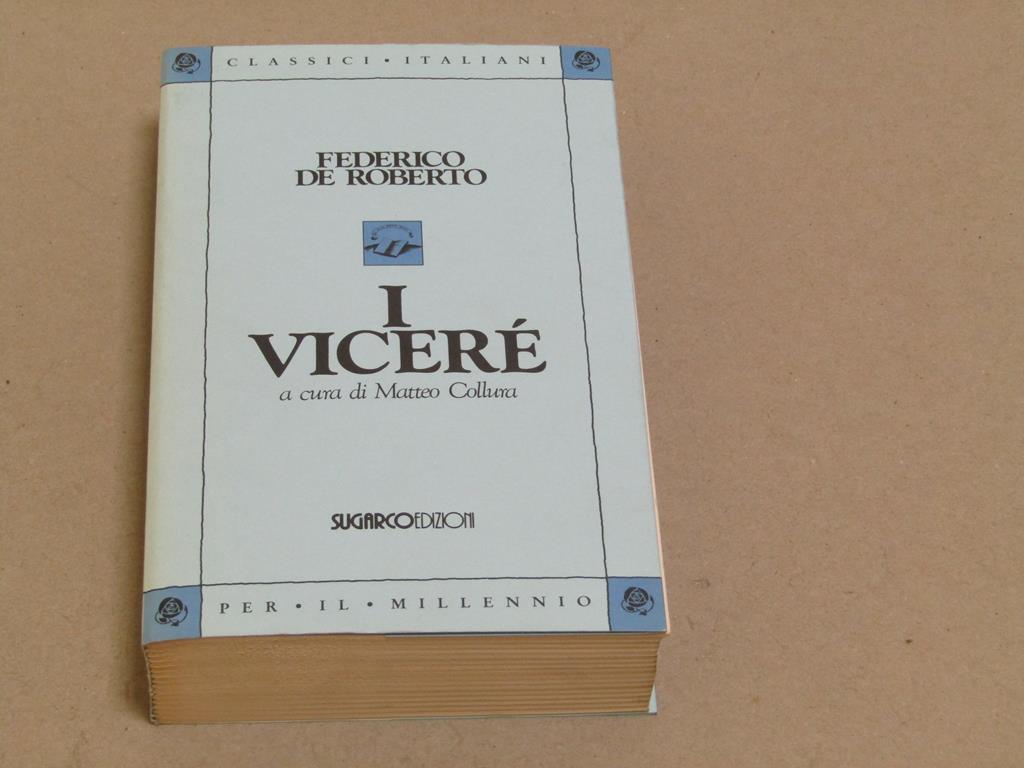 CLASSICI • ITALIANI
FEDERICO
DE ROBERTO
I
VICERÉ
a cura di Matteo Collura
SUGARCOEDIZIONI
PER • IL • MILLENNIO